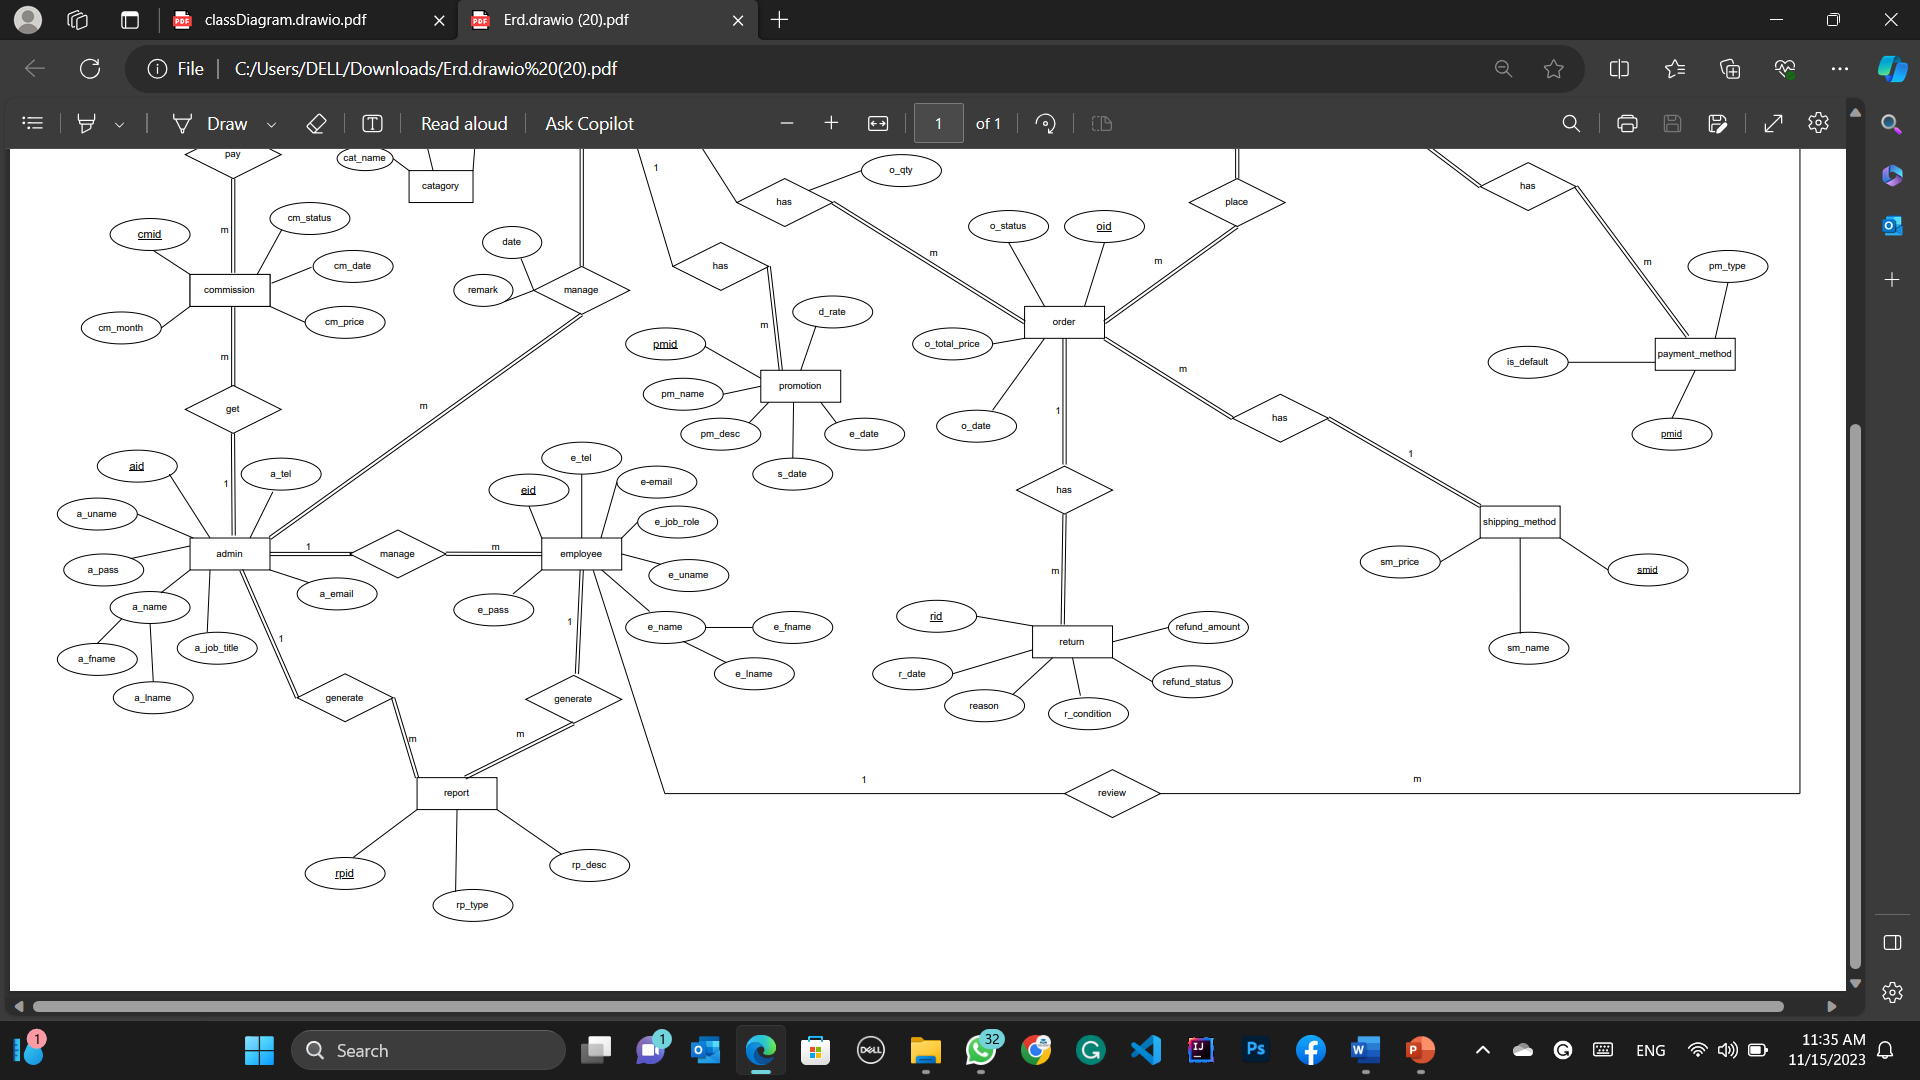 classDiagram.drawio.pdf
Erd.drawio (20).pdf
File
C:/Users/DELL/Downloads/Erd.drawio%20(20).pdf
Draw
Read aloud
Ask Copilot
1
of 1
pay
cat_name
catagory
1
has
o_qty
place
has
m
cmid
cm_status
date
has
o_status
oid
m
m
m
pm_type
commission
cm_date
remark
manage
cm_month
cm_price
m
d_rate
order
m
pmid
o_total_price
is_default
payment_method
promotion
m
get
m
pm_name
pm_desc
e_date
1
o_date
has
pmid
aid
a_tel
1
e_tel
s_date
1
eid
e-email
has
a_uname
e_job_role
shipping_method
admin
1
manage
m
employee
a_pass
e_uname
m
sm_price
smid
a_name
a_email
e_pass
1
e_name
e_fname
rid
refund_amount
1
a_job_title
return
sm_name
a_fname
e_lname
r_date
refund_status
a_lname
generate
generate
reason
r_condition
m
m
report
1
review
m
rpid
rp_desc
rp_type
1
Search
1
DELL
32
IJ
Ps
W
P
ENG
11:35 AM
11/15/2023